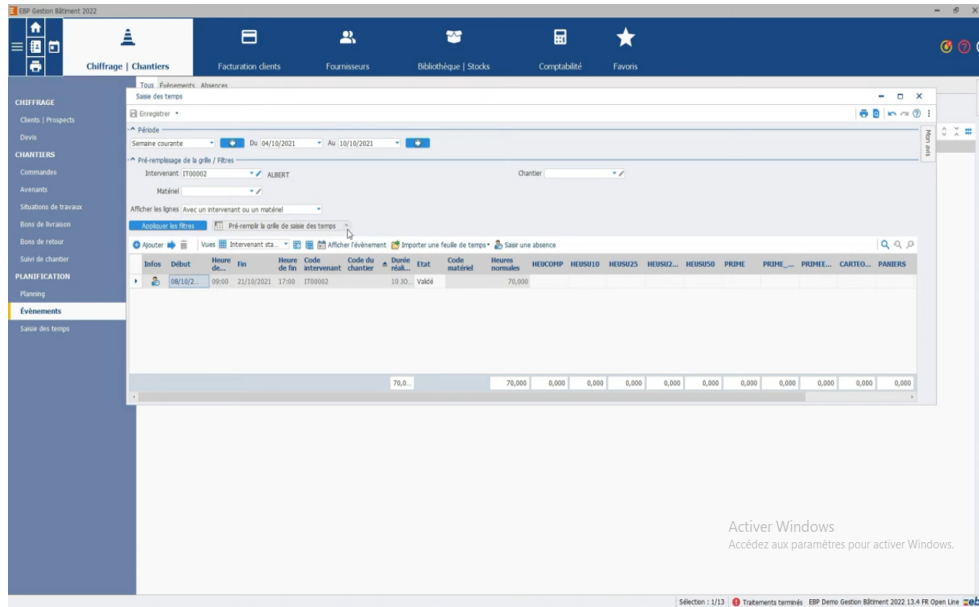 EBP Gestion Bâtiment 2022
Chiffrage | Chantiers
Facturation clients
Fournisseurs
Bibliothèque | Stocks
Comptabilité
Favoris
Tous Événements Absences
CHIFFRAGE
Clients | Prospects
Devis
CHANTIERS
Commandes
Avenants
Situations de travaux
Bons de livraison
Bons de retour
Suivi de chantier
PLANIFICATION
Planning
Évènements
Saisie des temps
Saisie des temps
Enregistrer
Mon avis
Période
Semaine courante Du 04/10/2021 Au 10/10/2021
Pré-remplissage de la grille / Filtres
Intervenant IT00002 ALBERT Chantier
Matériel
Afficher les lignes Avec un intervenant ou un matériel
Appliquer les filtres Pré-remplir la grille de saisie des temps
Ajouter Vues Intervenant sta... Afficher l'évènement Importer une feuille de temps Saisir une absence
Infos Début Heure de... Fin Heure de fin Code intervenant Code du chantier Durée réali... Etat Code matériel Heures normales HEUCOMP HEUSU010 HEUSU25 HEUSU2... HEUSU50 PRIME PRIME_... PRIMEE... CARTEO... PANIERS
08/10/2... 09:00 21/10/2021 17:00 IT00002 10 JO... Validé 70,000
70,0... 70,000 0,000 0,000 0,000 0,000 0,000 0,000 0,000 0,000 0,000 0,000
Activer Windows
Accédez aux paramètres pour activer Windows.
Sélection : 1/13 Traitements terminés EBP Demo Gestion Bâtiment 2022 13.4 FR Open Line